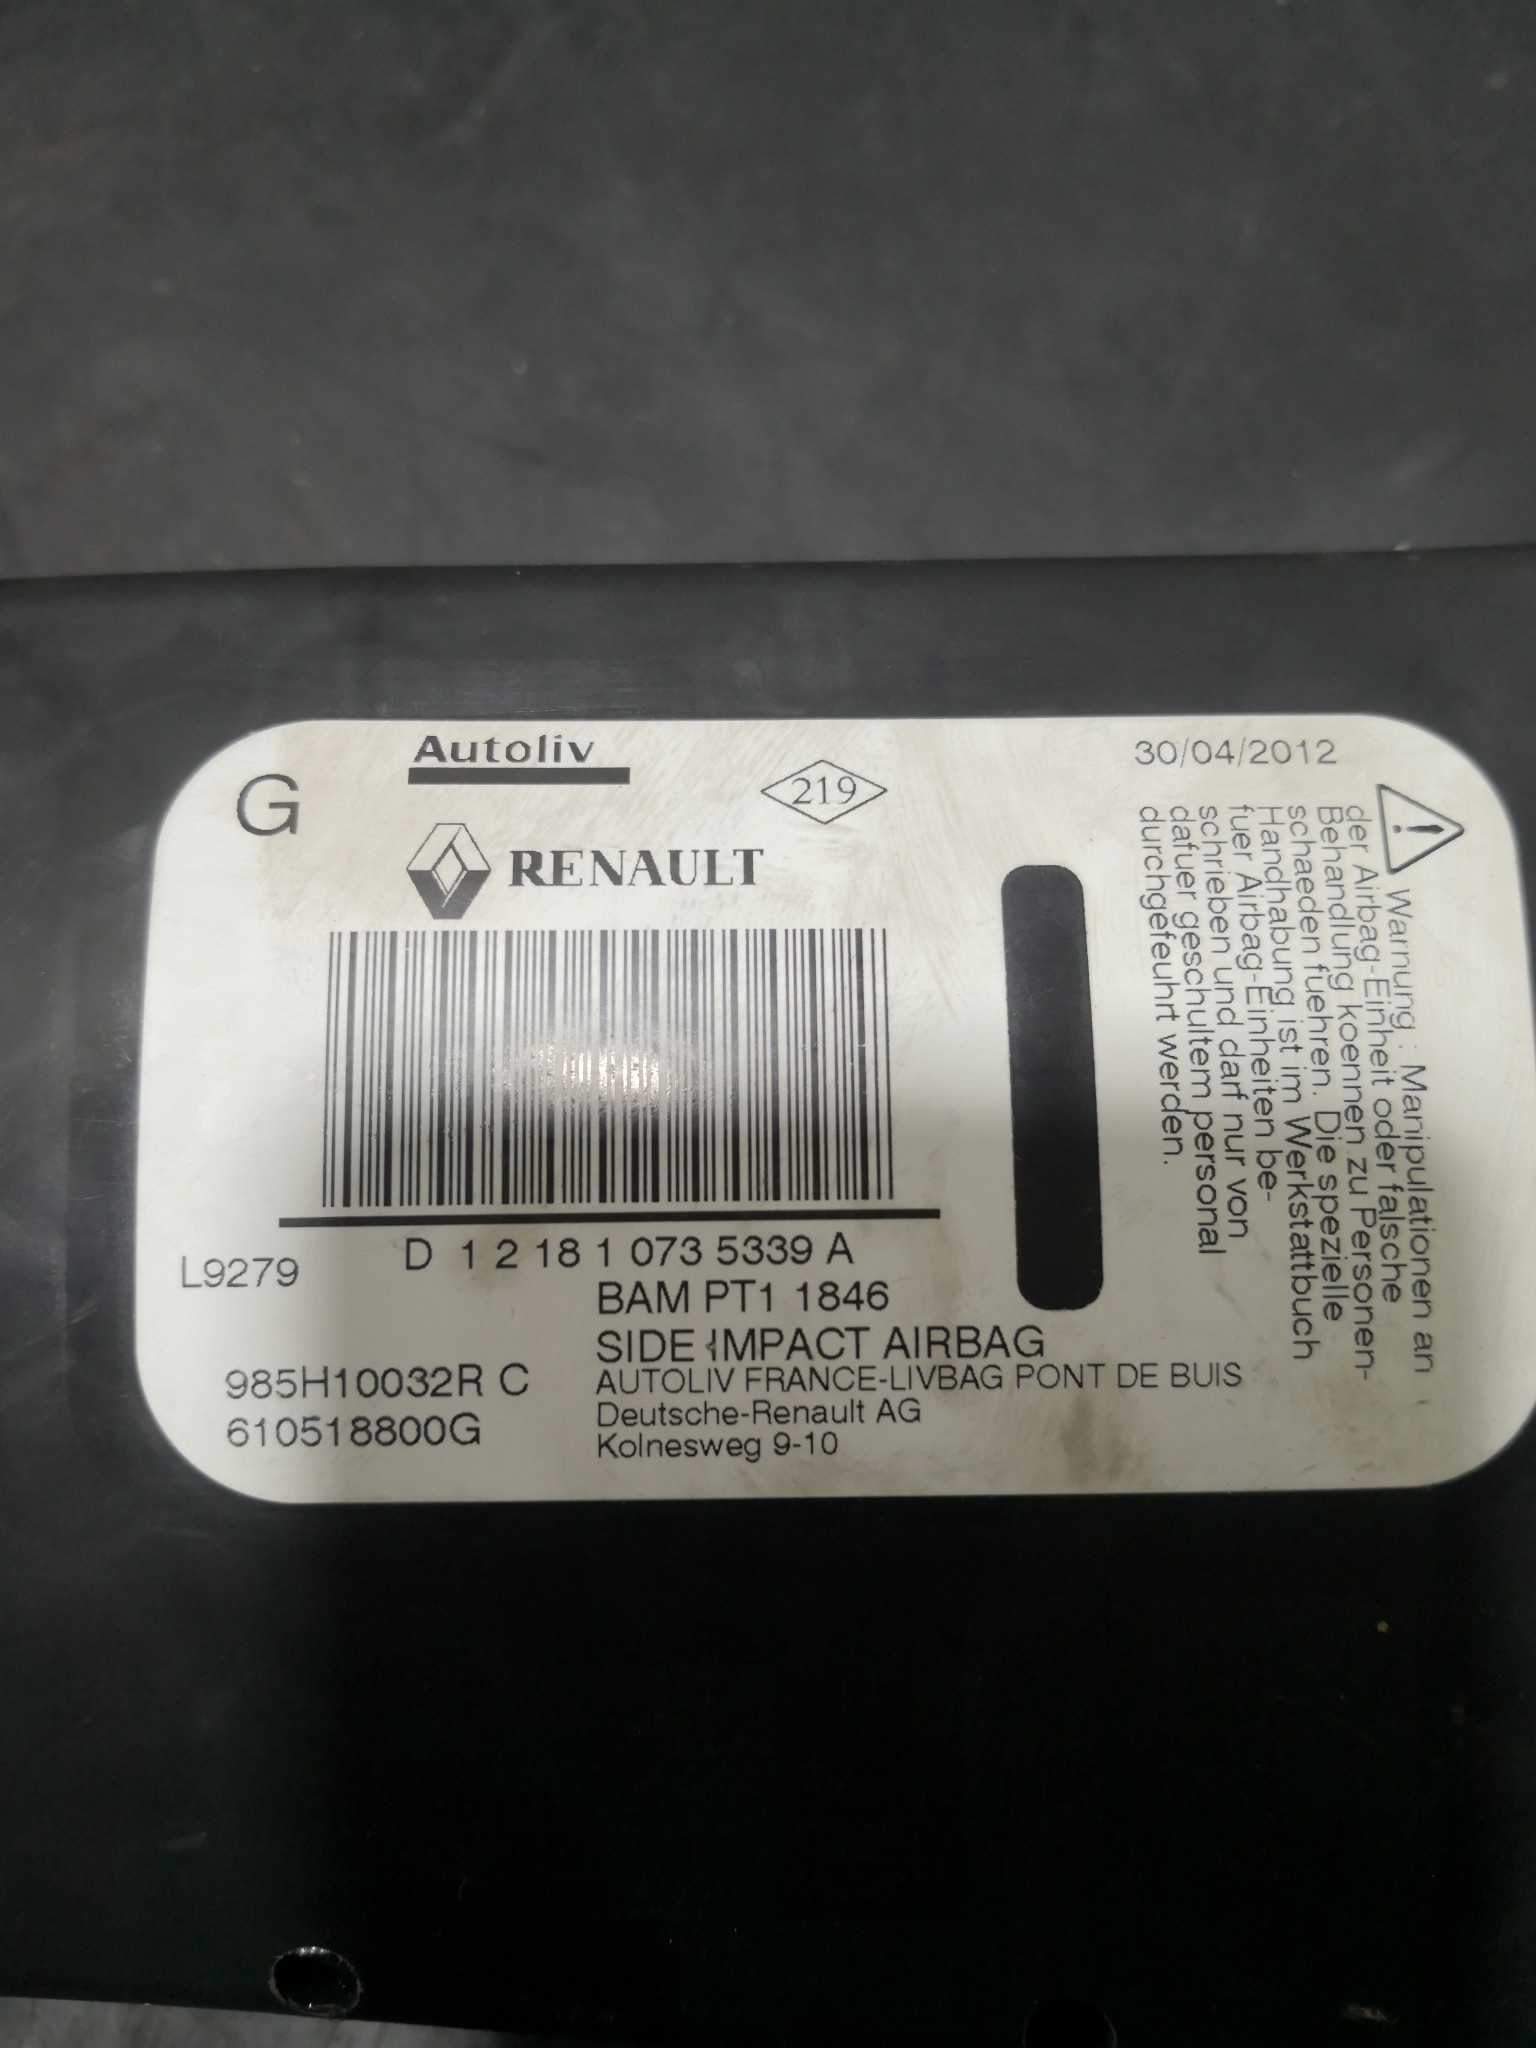 G
Autoliv
219
30/04/2012
RENAULT
D 1 2 18 1 073 5339 A
L9279
BAM PT1 1846
SIDE IMPACT AIRBAG
985H10032R C
610518800G
AUTOLIV FRANCE-LIVBAG PONT DE BUIS
Deutsche-Renault AG
Kolnesweg 9-10
Warnung : Manipulationen an
der Airbag-Einheit oder falsche
Behandlung koennen zu Personen-
schaeden fuehren. Die spezielle
Handhabung ist im Werkstattbuch
fuer Airbag-Einheiten be-
schrieben und darf nur von
dafuer geschultem personal
durchgefeuhrt werden.